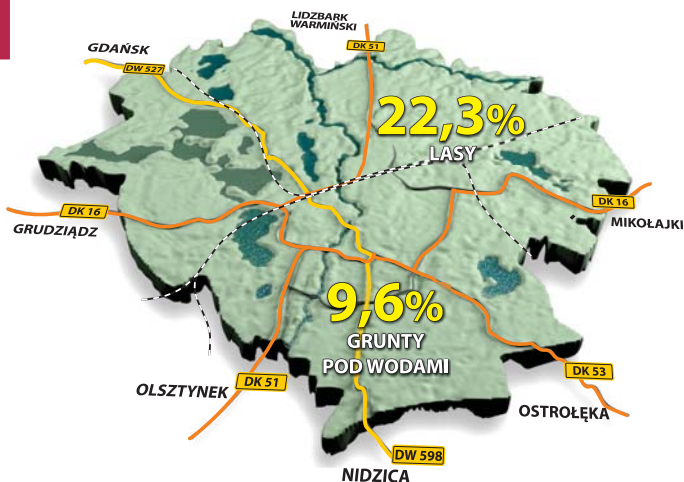 LIDZBARK
WARMIŃSKI
GDAŃSK
DK 51
DW 527
22,3%
LASY
DK 16
DK 16
GRUDZIĄDZ
MIKOŁAJKI
9,6%
GRUNTY
POD WODAMI
DK 53
DK 51
OLSZTYNEK
OSTROŁĘKA
DW 598
NIDZICA